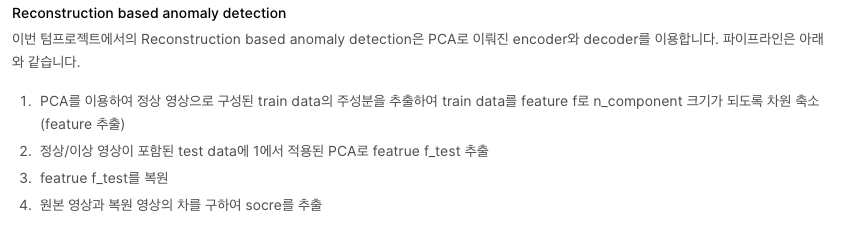 Reconstruction based anomaly detection
이번 텀프로젝트에서의 Reconstruction based anomaly detection은 PCA로 이뤄진 encoder와 decoder를 이용합니다. 파이프라인은 아래
와 같습니다.
1. PCA를 이용하여 정상 영상으로 구성된 train data의 주성분을 추출하여 train data를 feature f로 n_component 크기가 되도록 차원 축소
(feature 추출)
2. 정상/이상 영상이 포함된 test data에 1에서 적용된 PCA로 featrue f_test 추출
3. featrue f_test를 복원
4. 원본 영상과 복원 영상의 차를 구하여 socre를 추출